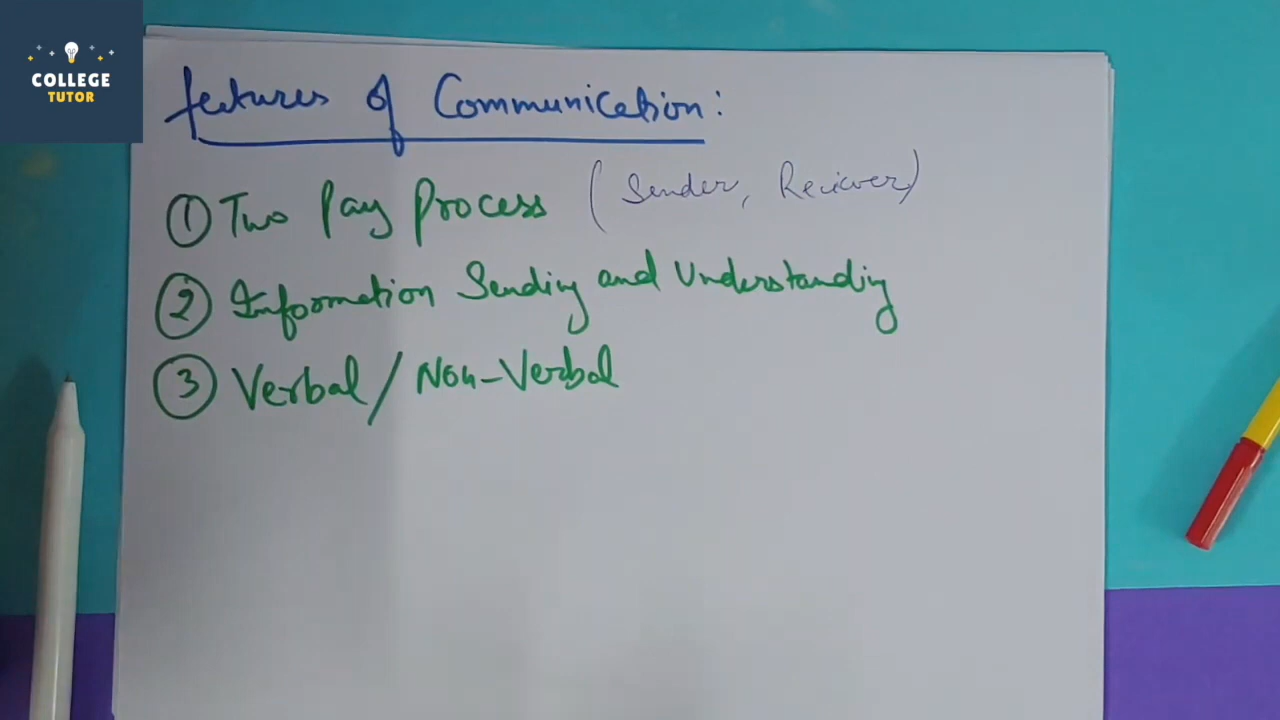 COLLEGE
TUTOR
features of Communication:
① Two Pay Process (Sender, Reciever)
② Information Sending and Understanding
③ Verbal / Non-Verbal